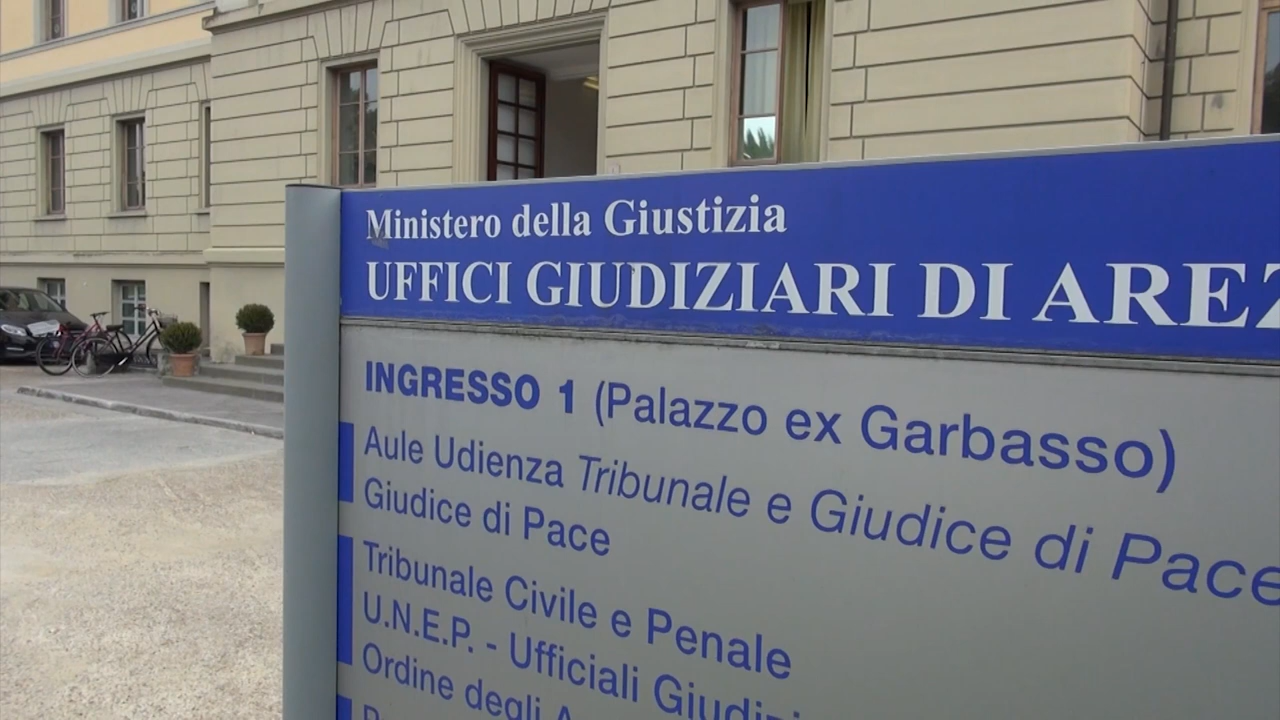 Ministero della Giustizia
UFFICI GIUDIZIARI DI AREZ
INGRESSO 1 (Palazzo ex Garbasso)
Aule Udienza Tribunale e Giudice di Pace
Giudice di Pace
Tribunale Civile e Penale
U.N.E.P. - Ufficiali Giudizi
Ordine degli A